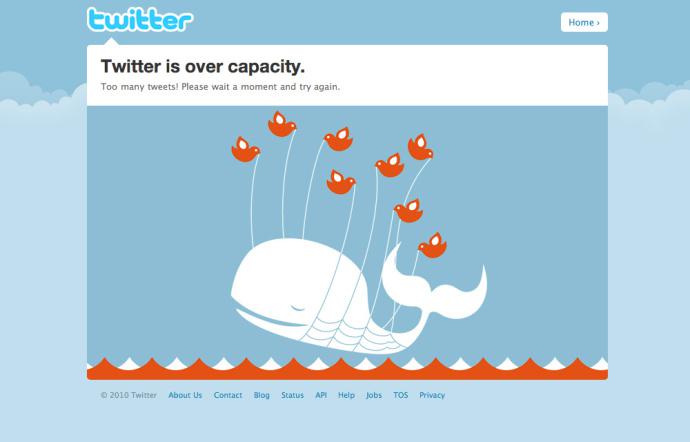 twitter
Home ›
Twitter is over capacity.
Too many tweets! Please wait a moment and try again.
© 2010 Twitter About Us Contact Blog Status API Help Jobs TOS Privacy